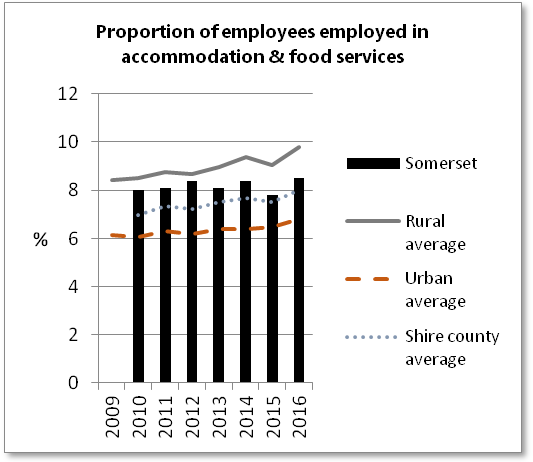 Proportion of employees employed in
accommodation & food services
12
10
8
6
4
2
0
%
2009
2010
2011
2012
2013
2014
2015
2016
Somerset
Rural
average
Urban
average
Shire county
average